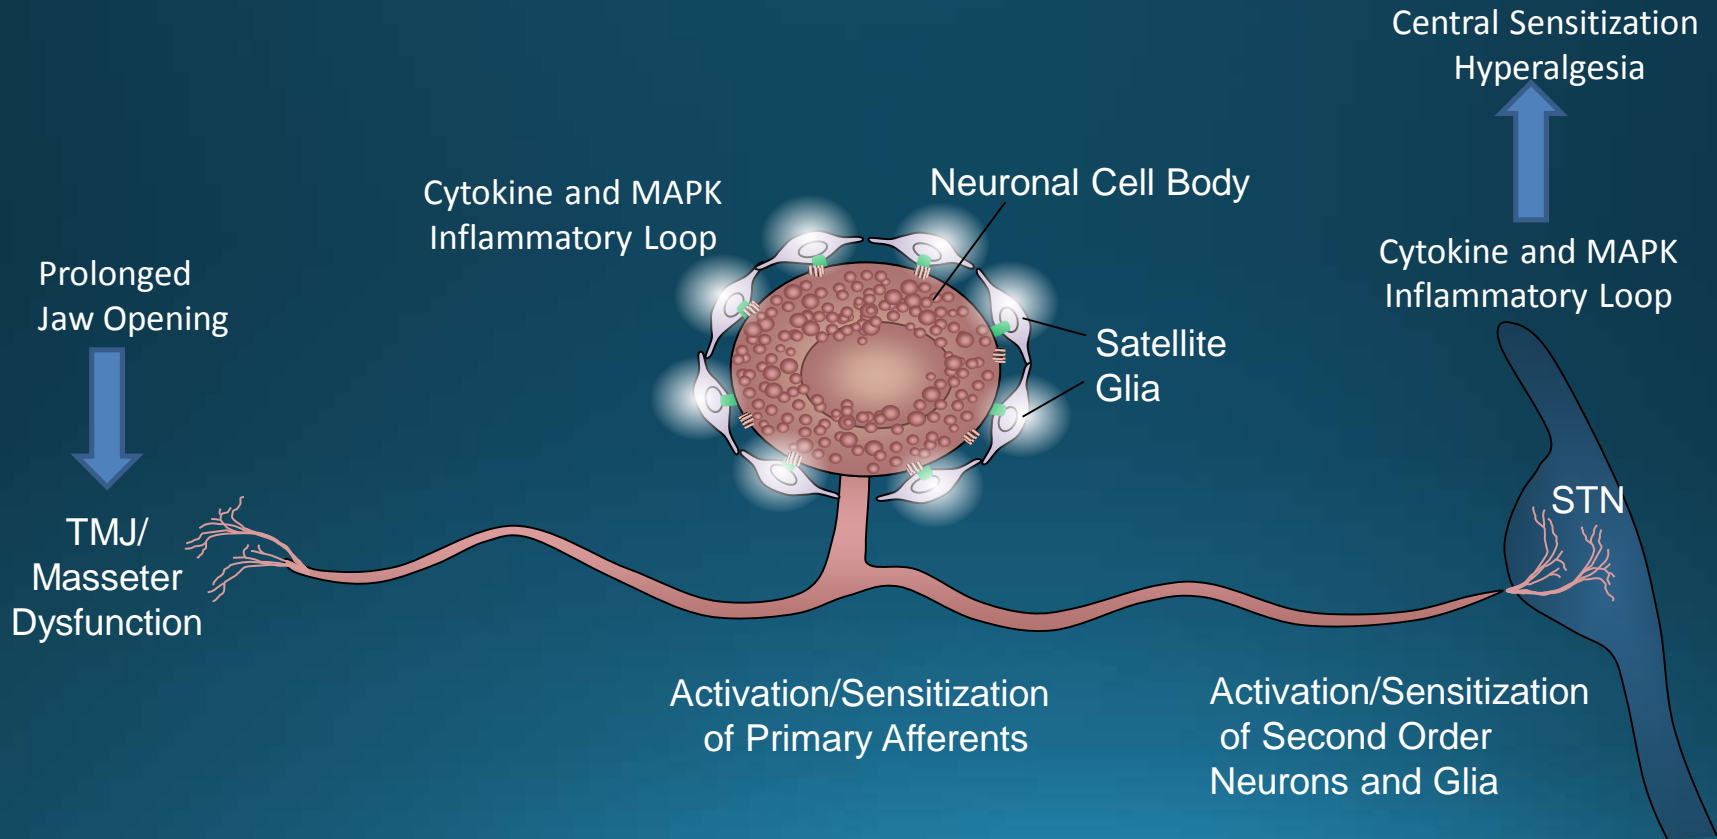 Prolonged
Jaw Opening
TMJ/
Masseter
Dysfunction
Cytokine and MAPK
Inflammatory Loop
Neuronal Cell Body
Satellite
Glia
Activation/Sensitization
of Primary Afferents
Central Sensitization
Hyperalgesia
Cytokine and MAPK
Inflammatory Loop
STN
Activation/Sensitization
of Second Order
Neurons and Glia